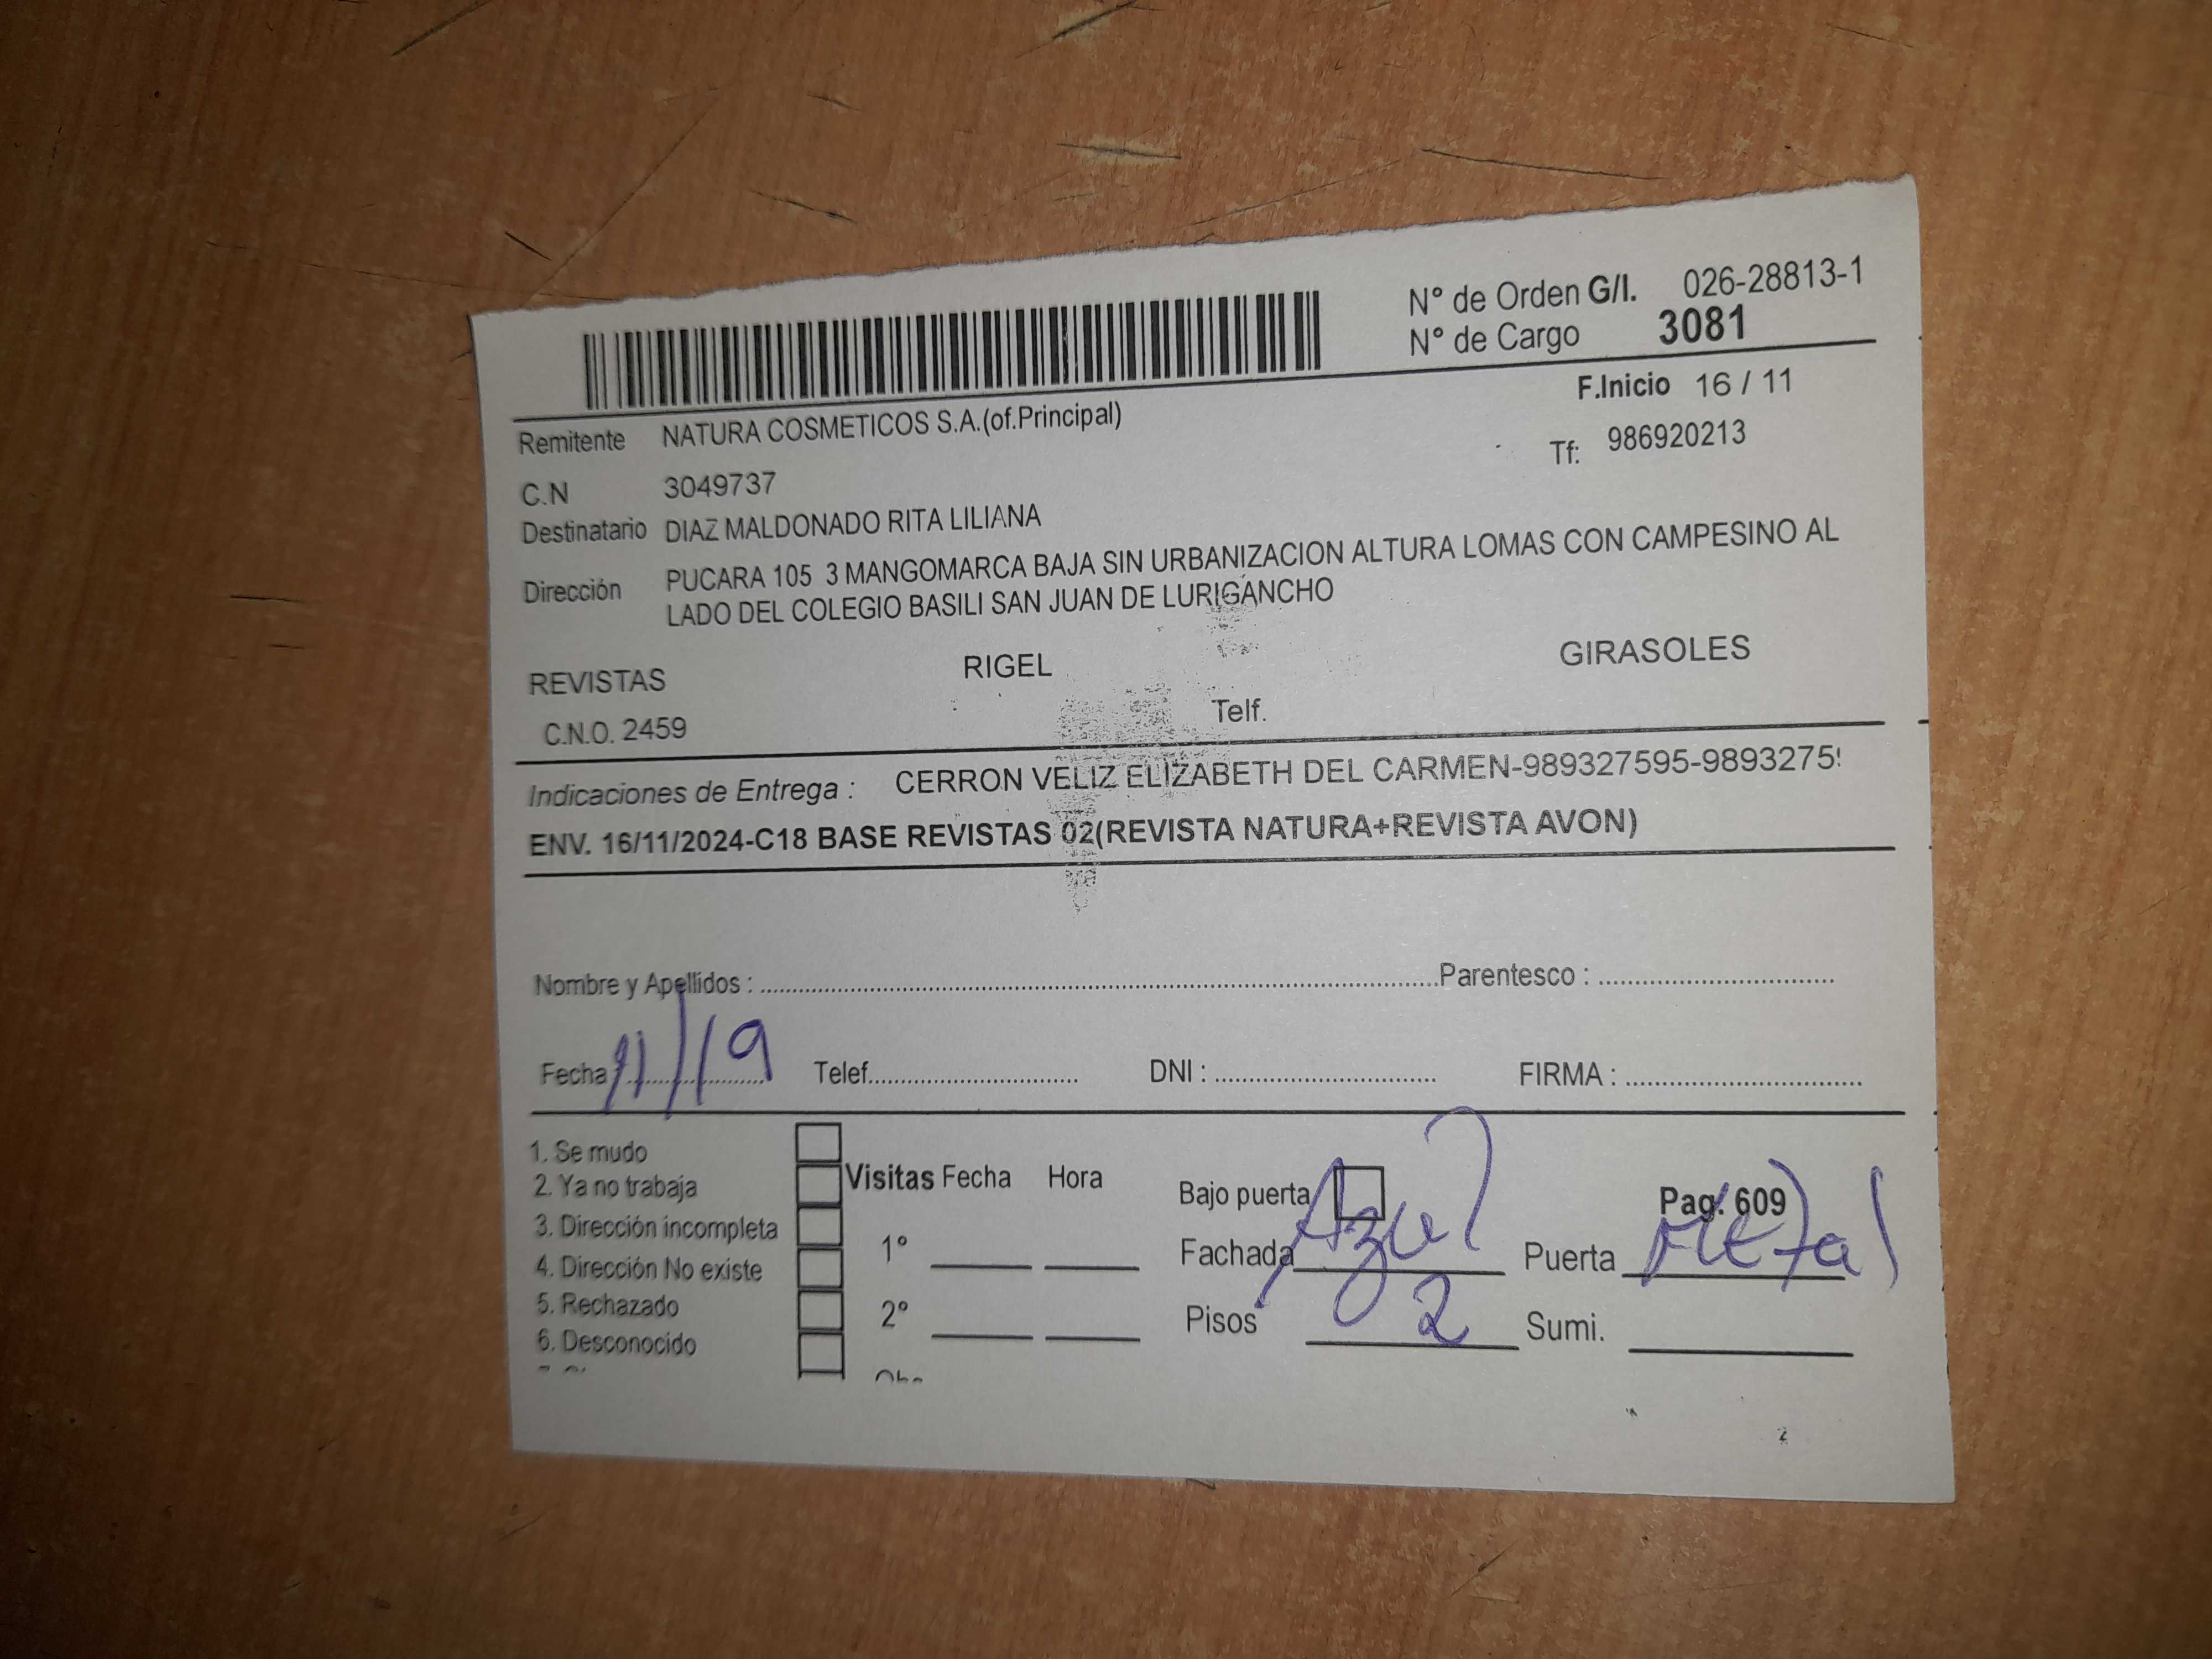 N° de Orden G/I. 026-28813-1
N° de Cargo 3081
F.Inicio 16 / 11
Remitente NATURA COSMETICOS S.A.(of.Principal)
Tf: 986920213
C.N 3049737
Destinatario DIAZ MALDONADO RITA LILIANA
Dirección PUCARA 105 3 MANGOMARCA BAJA SIN URBANIZACION ALTURA LOMAS CON CAMPESINO AL
LADO DEL COLEGIO BASILI SAN JUAN DE LURIGANCHO
REVISTAS RIGEL GIRASOLES
C.N.O. 2459 Telf.
Indicaciones de Entrega : CERRON VELIZ ELIZABETH DEL CARMEN-989327595-98932759
ENV. 16/11/2024-C18 BASE REVISTAS 02(REVISTA NATURA+REVISTA AVON)
Nombre y Apellidos : Parentesco :
Fecha 11/19 Telef. DNI : FIRMA :
1. Se mudo
2. Ya no trabaja
3. Dirección incompleta
4. Dirección No existe
5. Rechazado
6. Desconocido
Visitas Fecha Hora
1°
2°
Bajo puerta Pag. 609
Fachada Azul Puerta Metal
Pisos 2 Sumi.